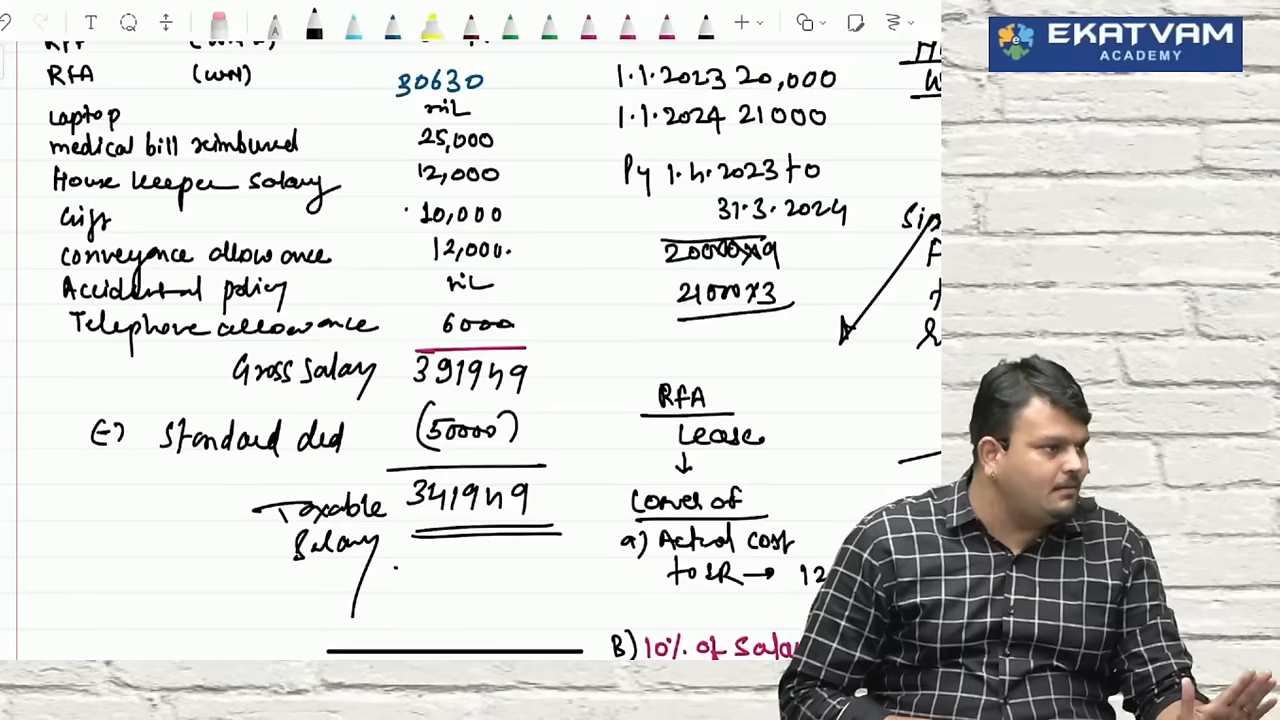 EKATVAM
ACADEMY
RFA (WN) 30630
Laptop nil
medical bill reimbursed 25,000
House keeper salary 12,000
Gift 10,000
conveyance allowance 12,000
Accidental policy nil
Telephone allowance 6000
Gross Salary 391949
(-) Standard ded (50000)
Taxable 341949
Salary
1.1.2023 20,000
1.1.2024 21000
PY 1.4.2023 to
31.3.2024
20000x9
21000x3
RFA
Lease
↓
Lower of
a) Actual cost
to ER → 12
B) 10% of Sala